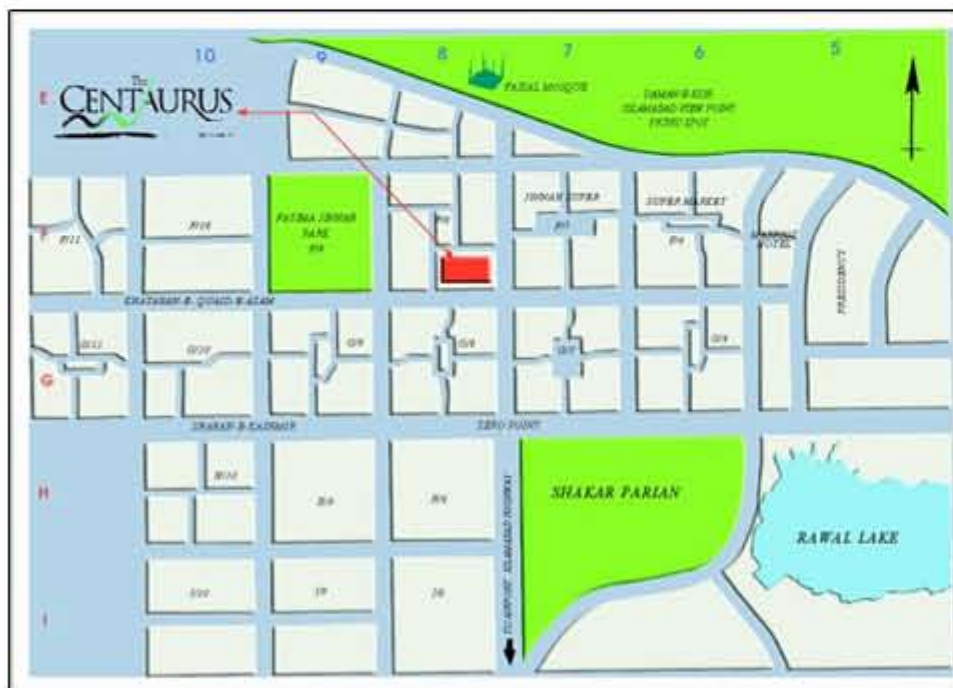 10
9
8
7
6
5
E
The
CENTAURUS
FAISAL MOSQUE
DAMAN-E-KOH
ISLAMABAD VIEW POINT
JINNAH SUPER
SUPER MARKET
F
F/11
F/10
FATIMA JINNAH
PARK
F/9
F/8
F/7
F/6
MARRIOT
HOTEL
PRESIDENCY
KHAYABAN-E-QUAID-E-AZAM
G/11
G/10
G/9
G/8
G/7
G/6
G
ZERO POINT
H
H/10
H/9
H/8
TO AIRPORT ISLAMABAD HIGHWAY
SHAKAR PARIAN
RAWAL LAKE
I/10
I/9
I/8
I